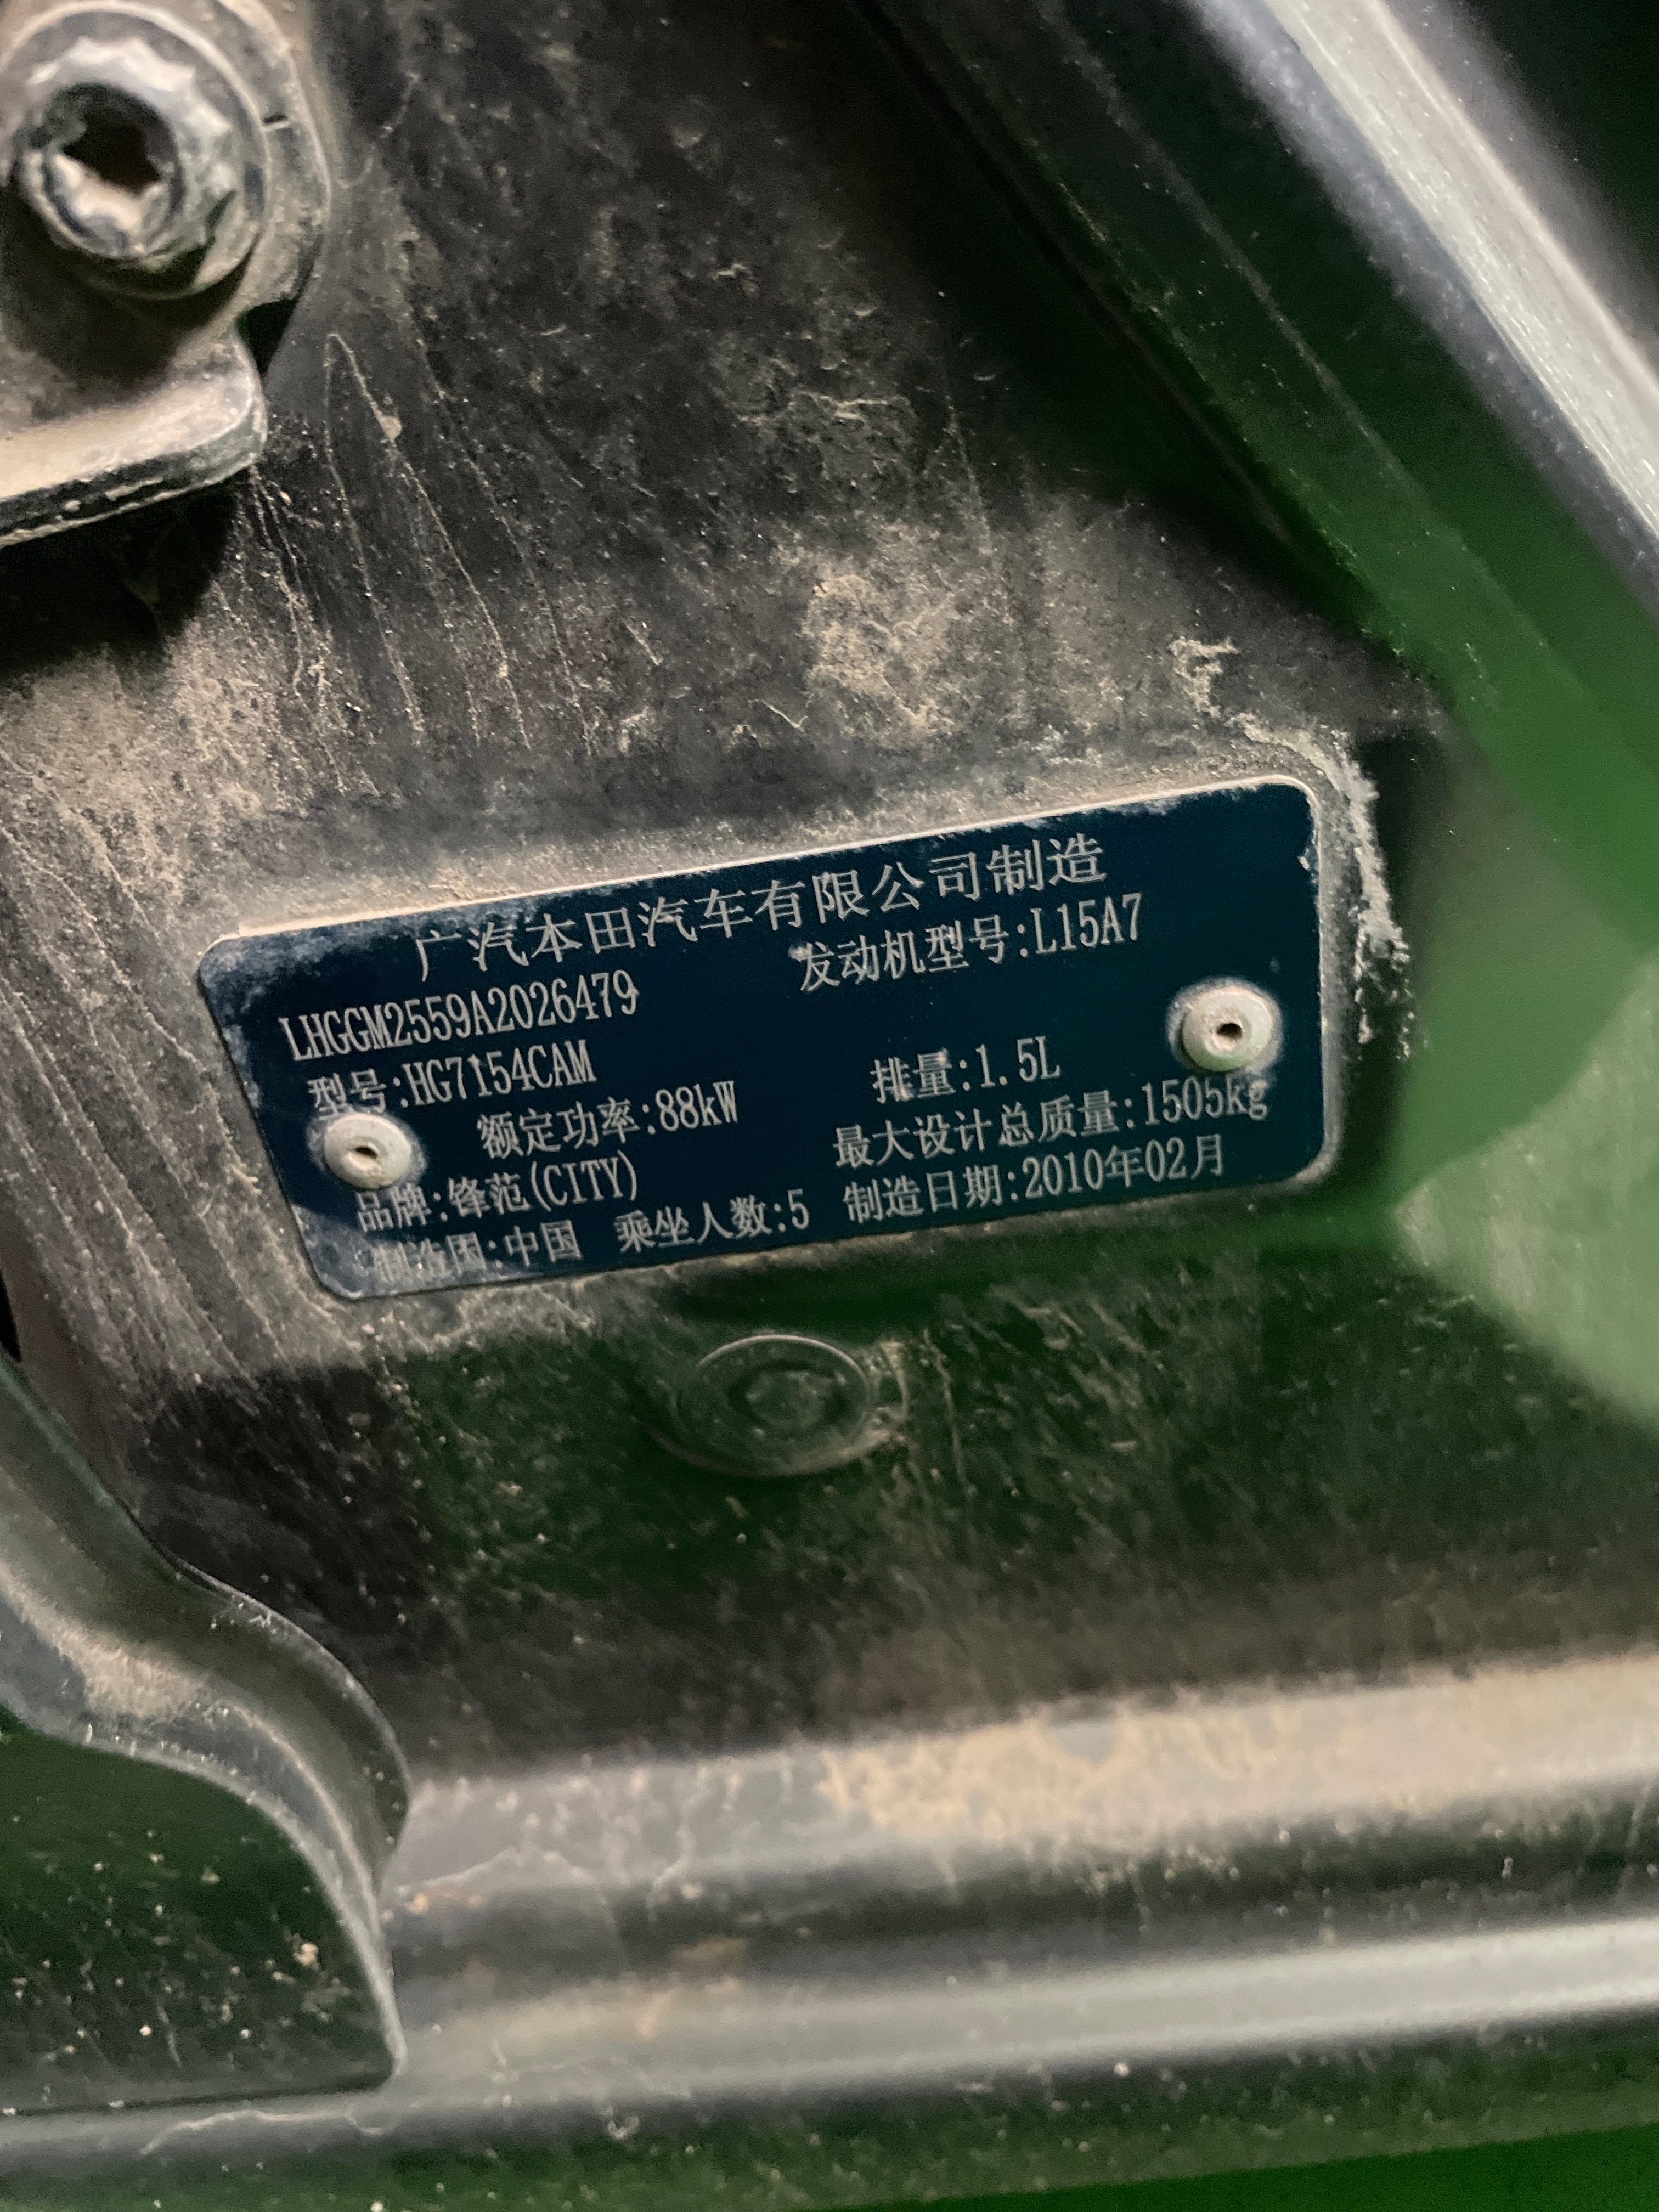 广汽本田汽车有限公司制造
LHGGM2559A2026479 发动机型号:L15A7
型号:HG7154CAM 排量:1.5L
额定功率:88kW 最大设计总质量:1505kg
品牌:锋范(CITY) 制造日期:2010年02月
制造国:中国 乘坐人数:5